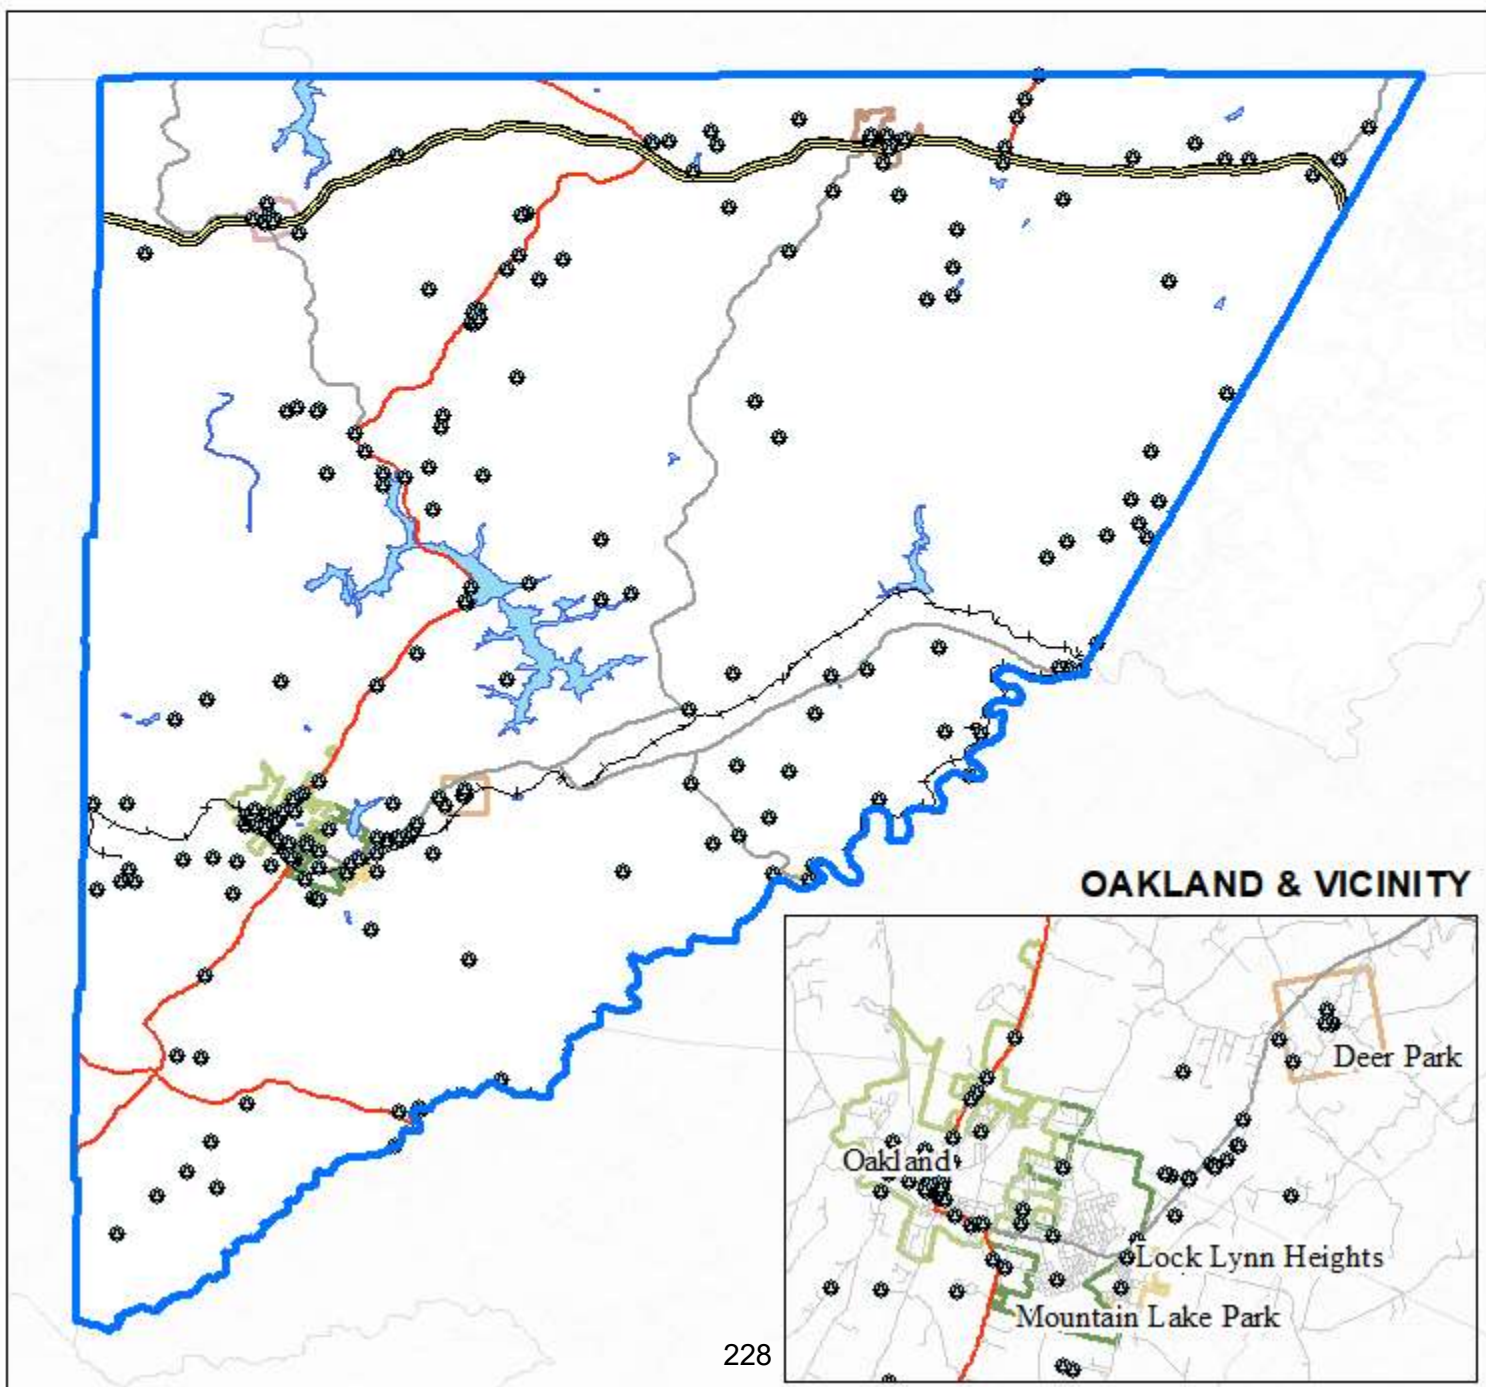 OAKLAND & VICINITY
Deer Park
Oakland
Lock Lynn Heights
Mountain Lake Park
228